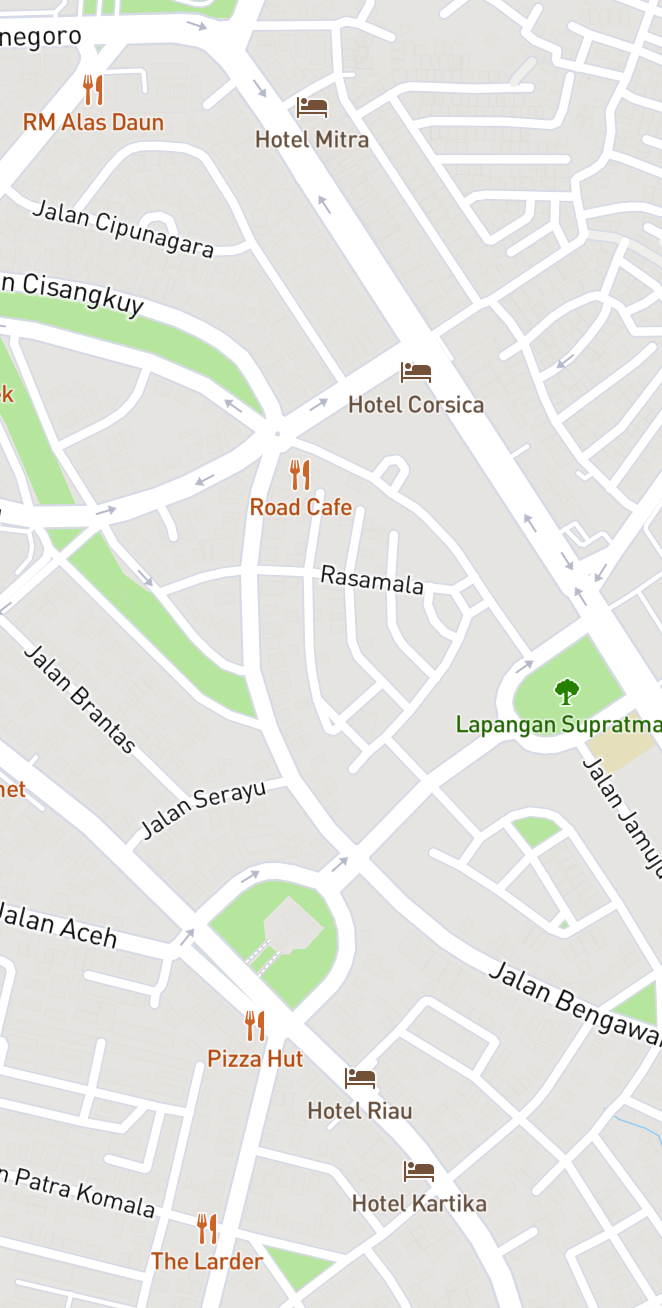 negoro
RM Alas Daun
Hotel Mitra
Jalan Cipunagara
n Cisangkuy
Hotel Corsica
k
Road Cafe
Rasamala
Jalan Brantas
Lapangan Supratma
Jalan Jamuju
Jalan Serayu
net
Jalan Aceh
Jalan Bengawan
Pizza Hut
Hotel Riau
n Patra Komala
Hotel Kartika
The Larder